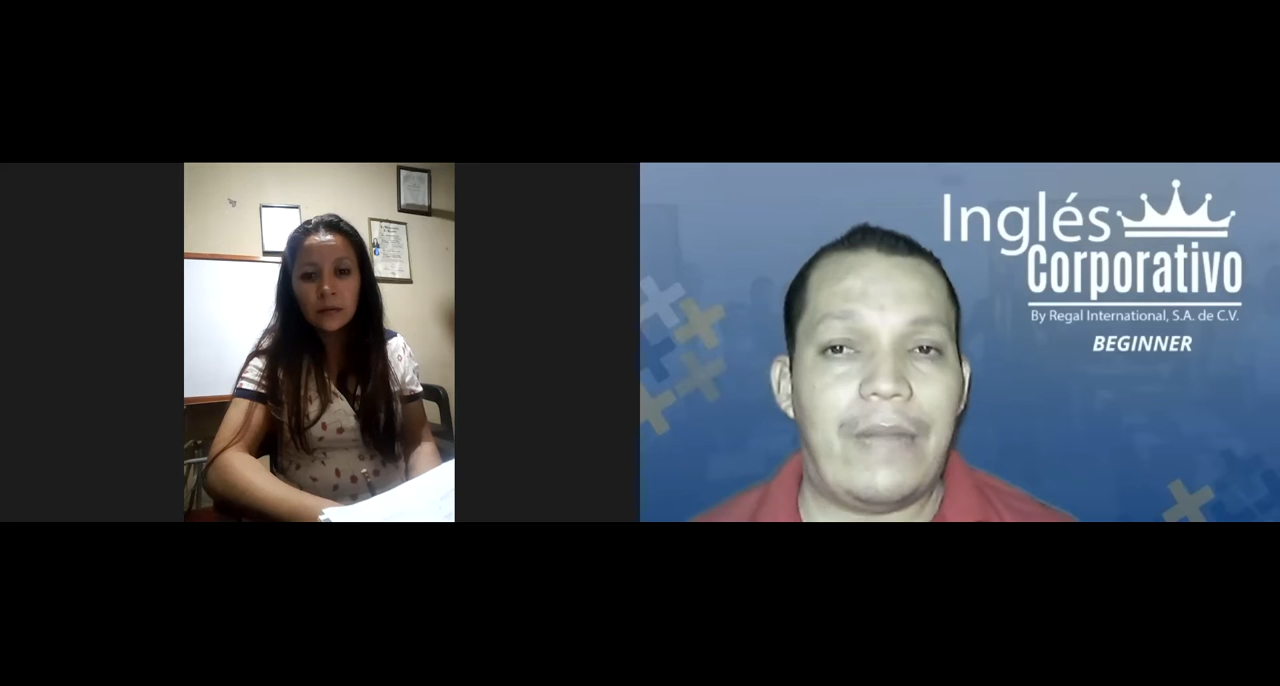 Inglés
Corporativo
By Regal International, S.A. de C.V.
BEGINNER